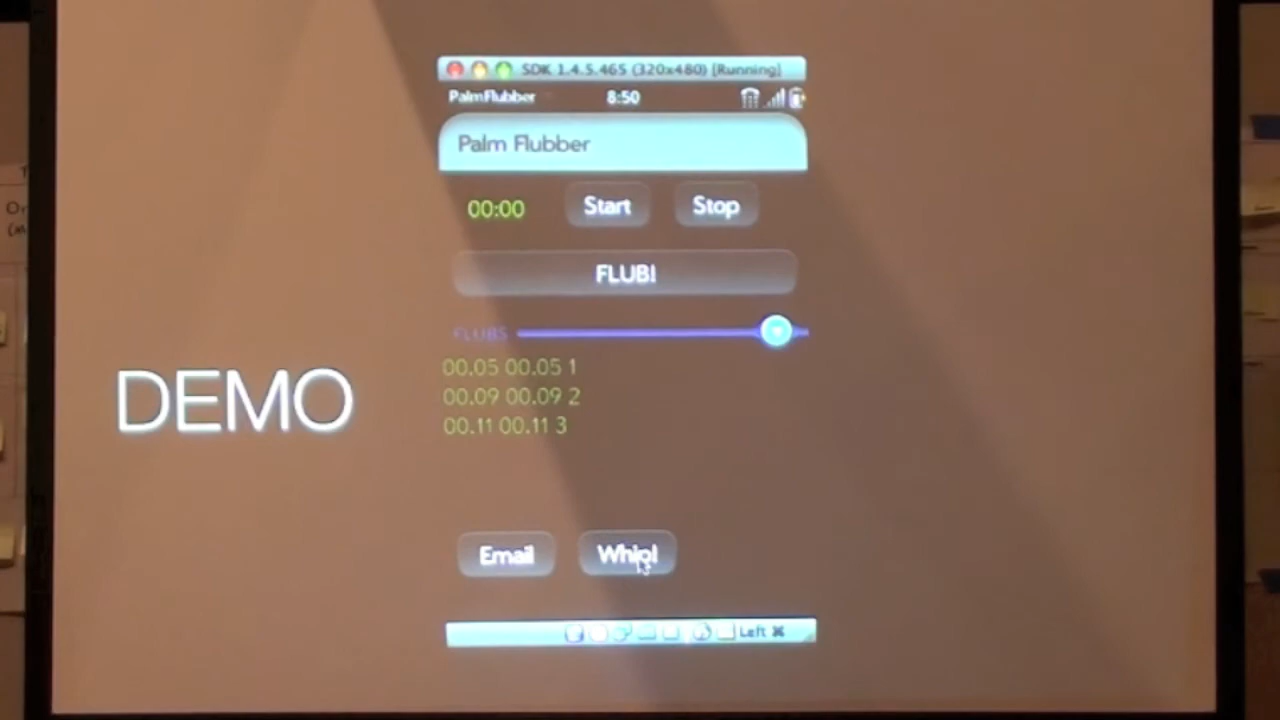 SDK 1.4.5.465 (320x480) [Running]
PalmFlubber 8:50
Palm Flubber
00:00 Start Stop
FLUB!
FLUBS
00.05 00.05 1
00.09 00.09 2
00.11 00.11 3
DEMO
Email Whip!
Left ⌘